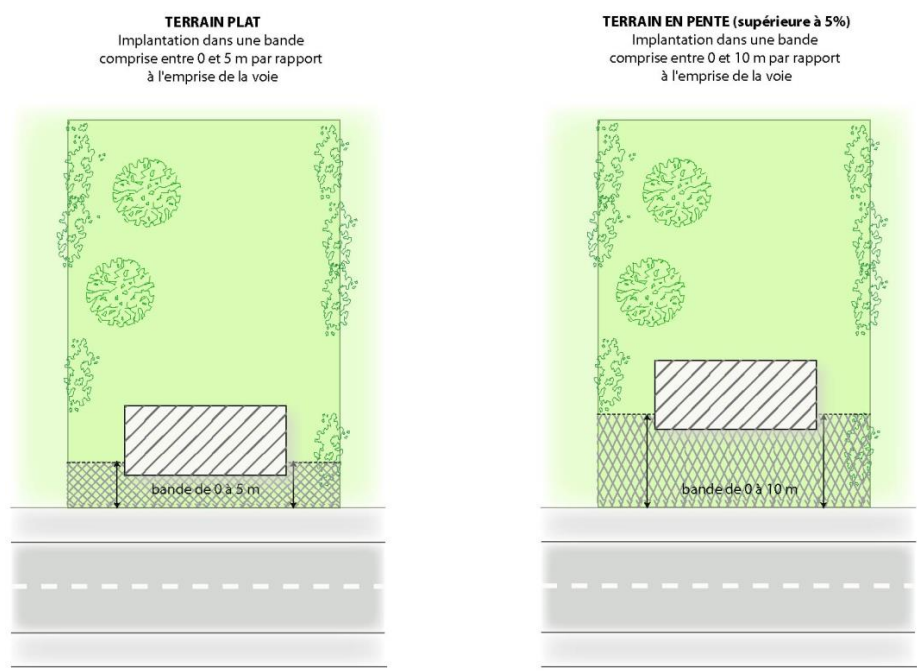 TERRAIN PLAT
Implantation dans une bande
comprise entre 0 et 5 m par rapport
à l'emprise de la voie
bande de 0 à 5 m
TERRAIN EN PENTE (supérieure à 5%)
Implantation dans une bande
comprise entre 0 et 10 m par rapport
à l'emprise de la voie
bande de 0 à 10 m